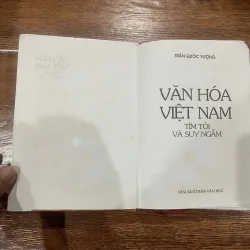 TRẦN QUỐC VƯỢNG
VĂN HÓA
VIỆT NAM
TÌM TÒI
VÀ SUY NGẪM
NHÀ XUẤT BẢN VĂN HỌC